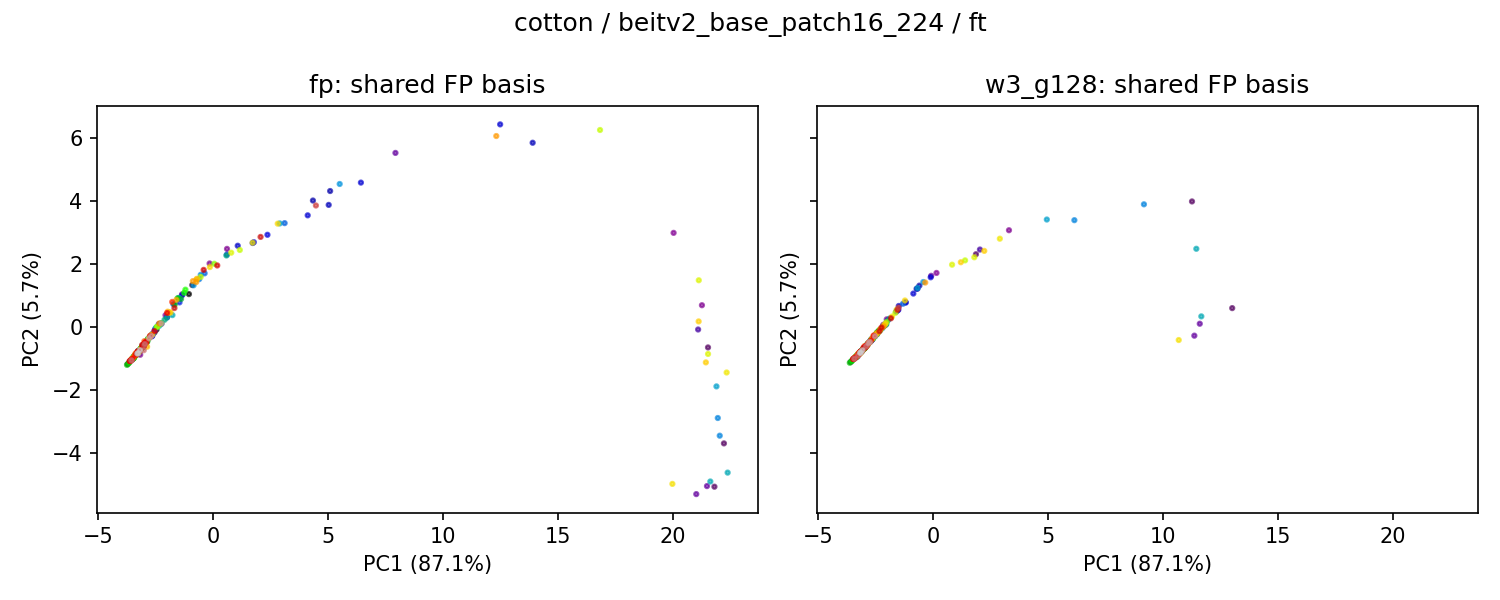 cotton / beitv2_base_patch16_224 / ft
fp: shared FP basis
w3_g128: shared FP basis
6
4
2
0
−2
−4
PC2 (5.7%)
PC2 (5.7%)
−5
0
5
10
15
20
−5
0
5
10
15
20
PC1 (87.1%)
PC1 (87.1%)